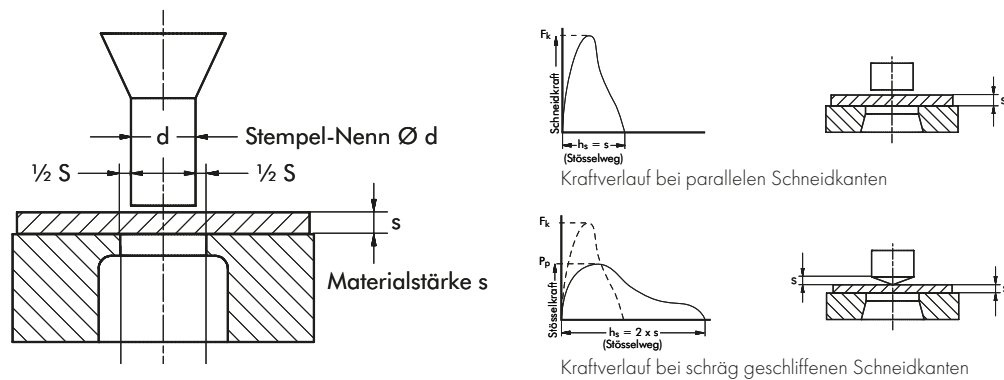 d
Stempel-Nenn Ø d
½ S
½ S
s
Materialstärke s
Fₖ
Schneidkraft
hₛ = s
(Stösselweg)
s
Kraftverlauf bei parallelen Schneidkanten
Fₖ
Pₚ
Stösselkraft
hₛ = 2 x s
(Stösselweg)
s
s
Kraftverlauf bei schräg geschliffenen Schneidkanten